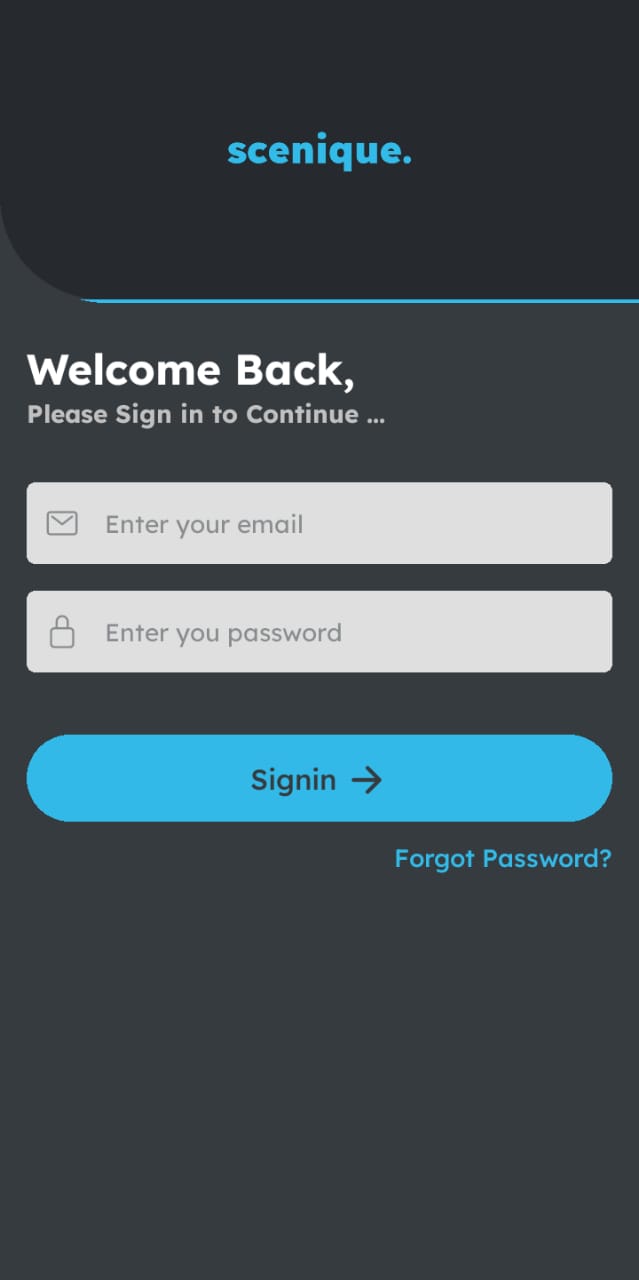 scenique.
Welcome Back,
Please Sign in to Continue ...
Enter your email
Enter you password
Signin
Forgot Password?